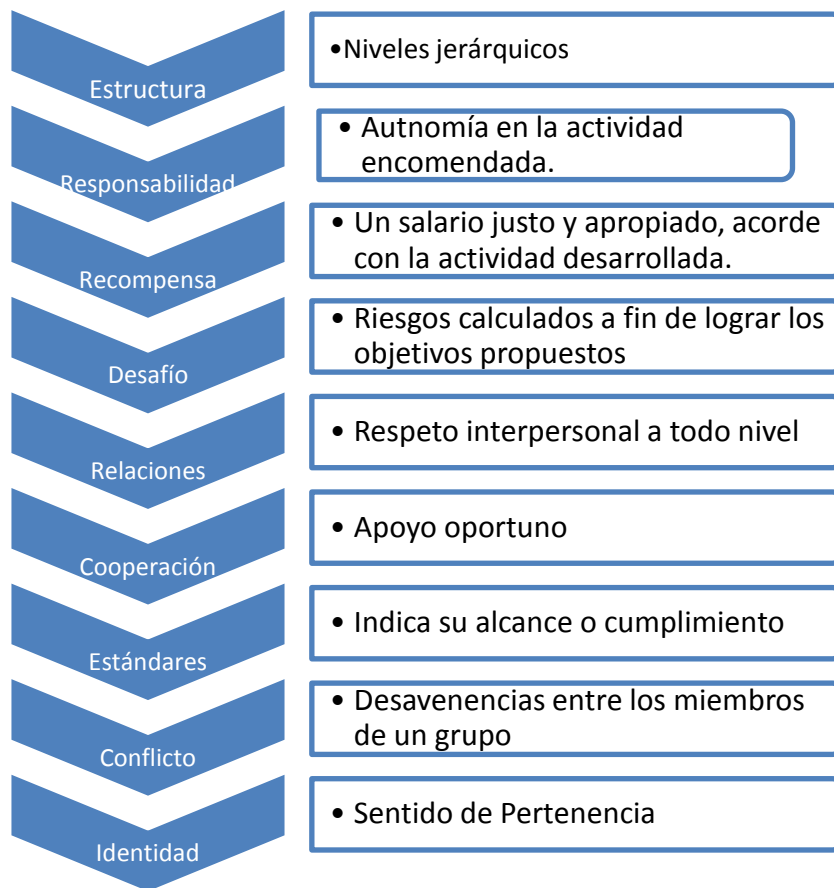 Estructura
•Niveles jerárquicos
Responsabilidad
• Autnomía en la actividad
encomendada.
Recompensa
• Un salario justo y apropiado, acorde
con la actividad desarrollada.
Desafío
• Riesgos calculados a fin de lograr los
objetivos propuestos
Relaciones
• Respeto interpersonal a todo nivel
Cooperación
• Apoyo oportuno
Estándares
• Indica su alcance o cumplimiento
Conflicto
• Desavenencias entre los miembros
de un grupo
Identidad
• Sentido de Pertenencia